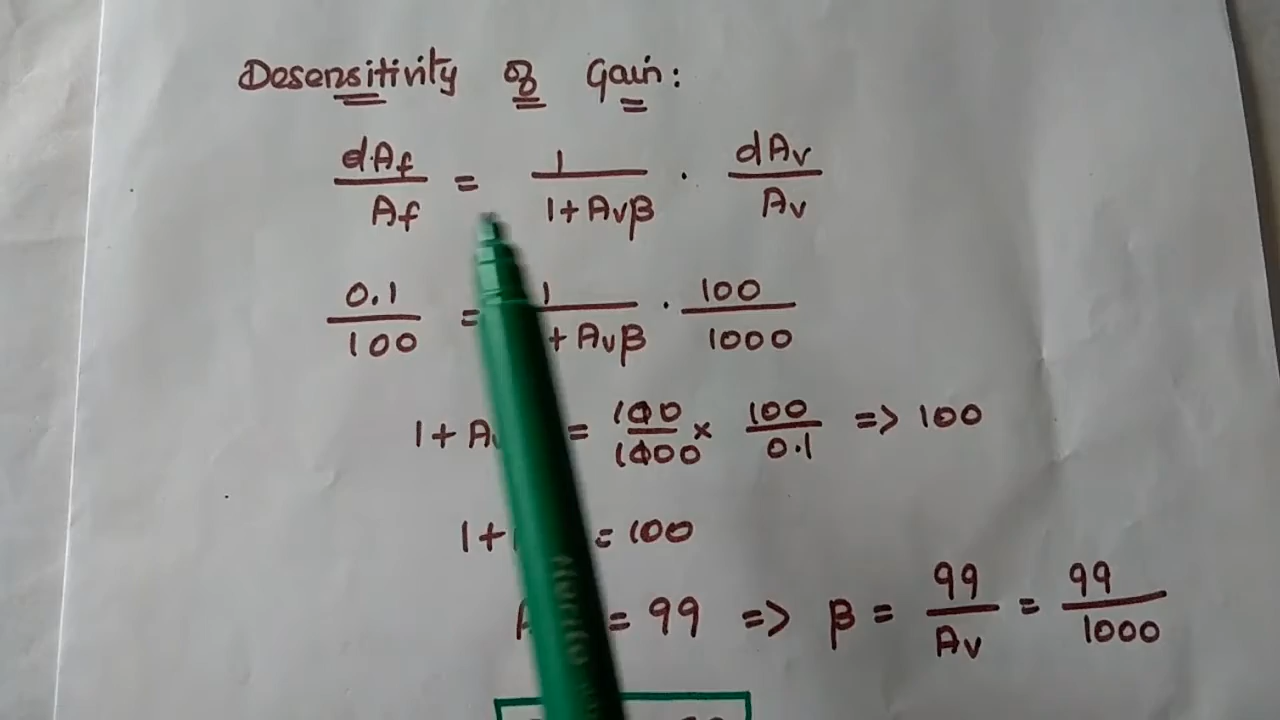 Desensitivity of Gain:
dAf / Af = 1 / 1+Avβ . dAv / Av
0.1 / 100 = 1 / + Avβ . 100 / 1000
1 + A = 100 / 1000 × 100 / 0.1 => 100
1 + = 100
= 99 => β = 99 / Av = 99 / 1000